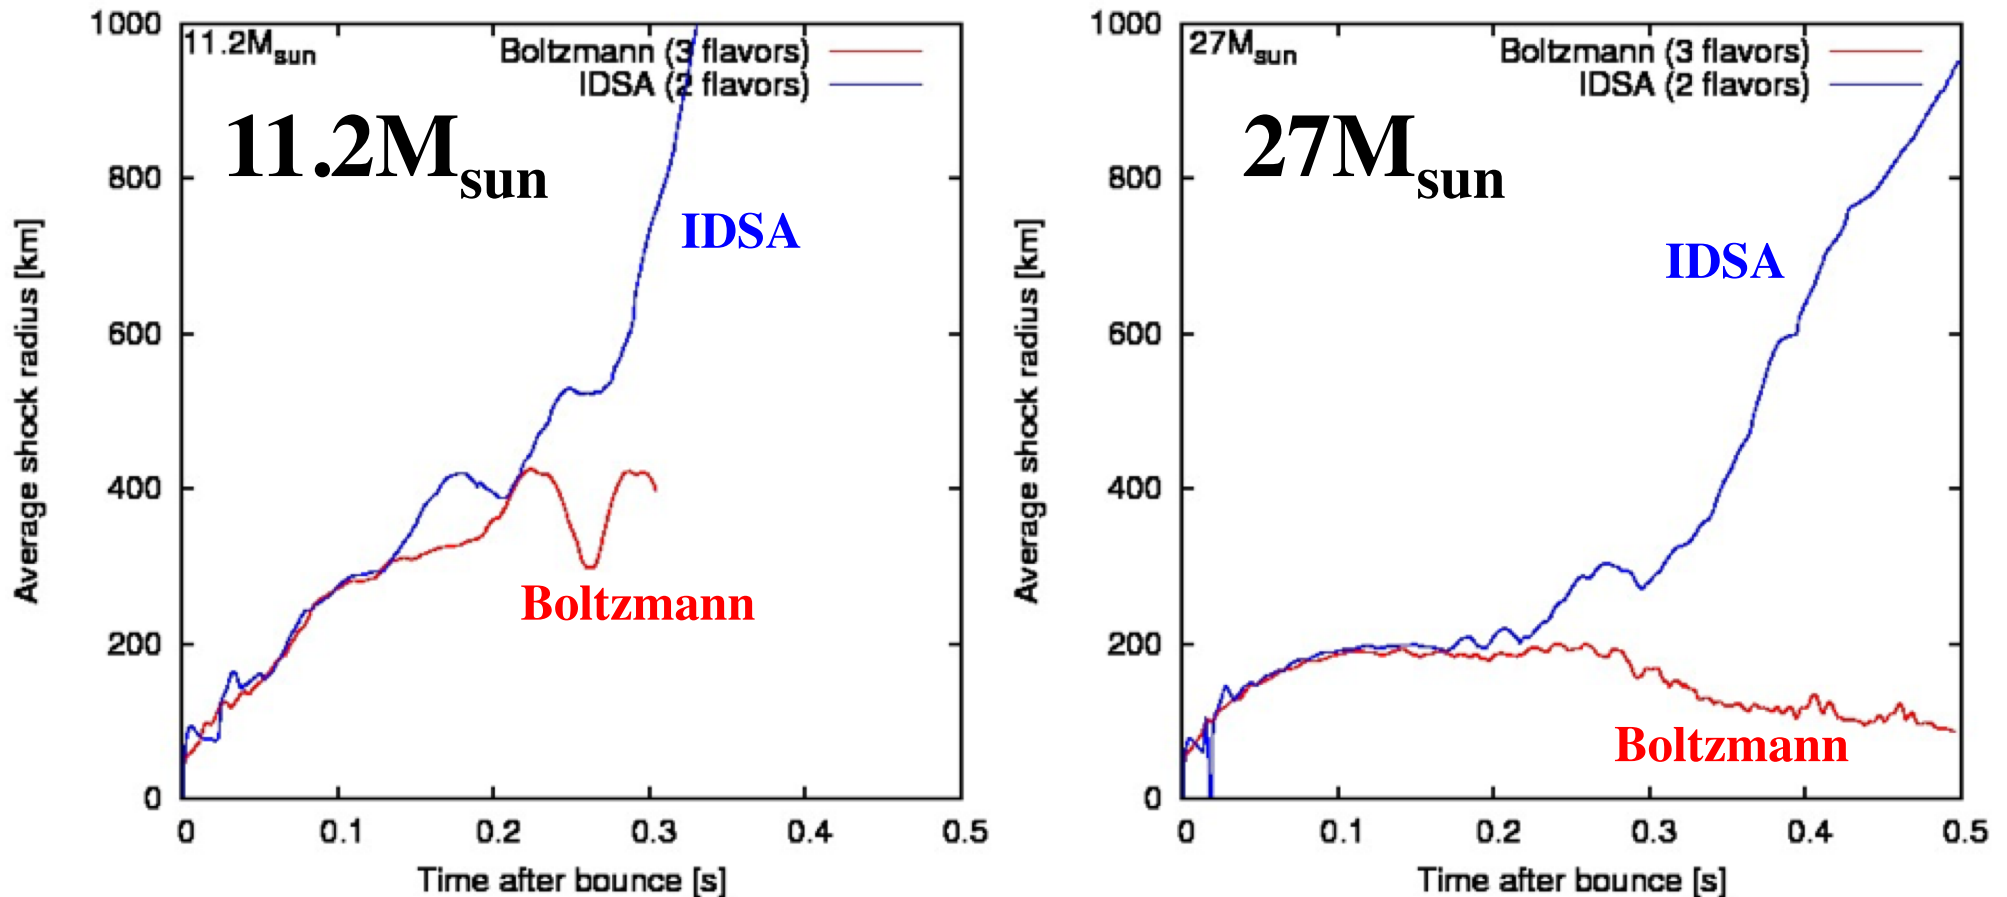 11.2Msun
Boltzmann (3 flavors)
IDSA (2 flavors)
11.2Msun
IDSA
Boltzmann
1000
800
600
400
200
0
0 0.1 0.2 0.3 0.4 0.5
Average shock radius [km]
Time after bounce [s]
27Msun
Boltzmann (3 flavors)
IDSA (2 flavors)
27Msun
IDSA
Boltzmann
1000
800
600
400
200
0
0 0.1 0.2 0.3 0.4 0.5
Average shock radius [km]
Time after bounce [s]